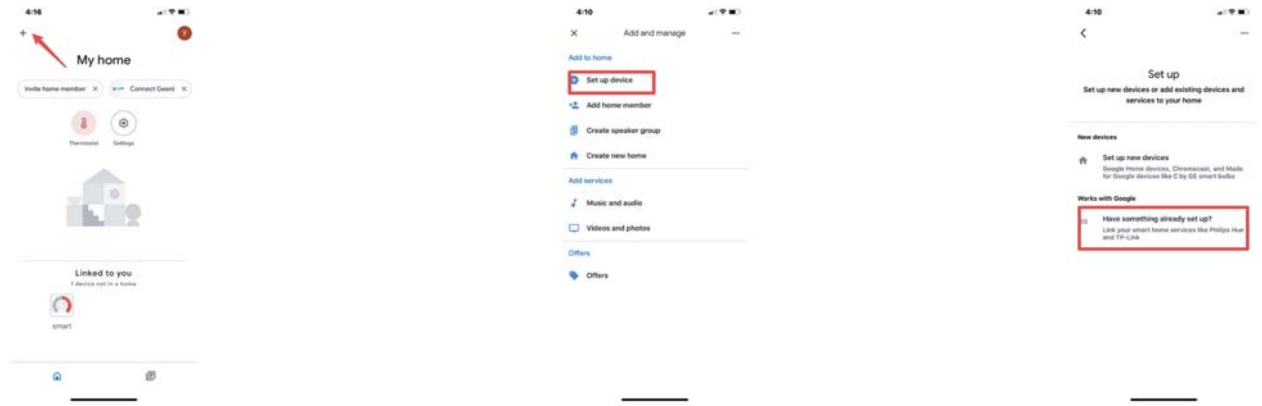 4:16
+
Y
My home
Invite home member X
Connect Geeni X
Thermostat
Settings
Linked to you
1 device not in a home
smart
4:10
X Add and manage ...
Add to home
Set up device
Add home member
Create speaker group
Create new home
Add services
Music and audio
Videos and photos
Offers
Offers
4:10
Set up
Set up new devices or add existing devices and
services to your home
New devices
Set up new devices
Google Home devices, Chromecast, and Made
for Google devices like C by GE smart bulbs
Works with Google
Have something already set up?
Link your smart home services like Philips Hue
and TP-Link